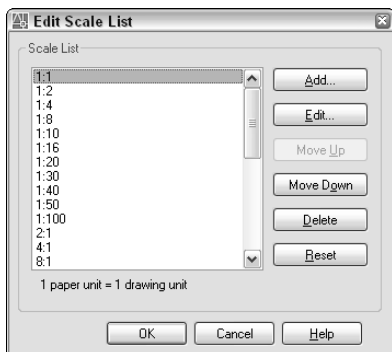 Edit Scale List
Scale List
1:1
1:2
1:4
1:8
1:10
1:16
1:20
1:30
1:40
1:50
1:100
2:1
4:1
8:1
Add...
Edit...
Move Up
Move Down
Delete
Reset
1 paper unit = 1 drawing unit
OK
Cancel
Help